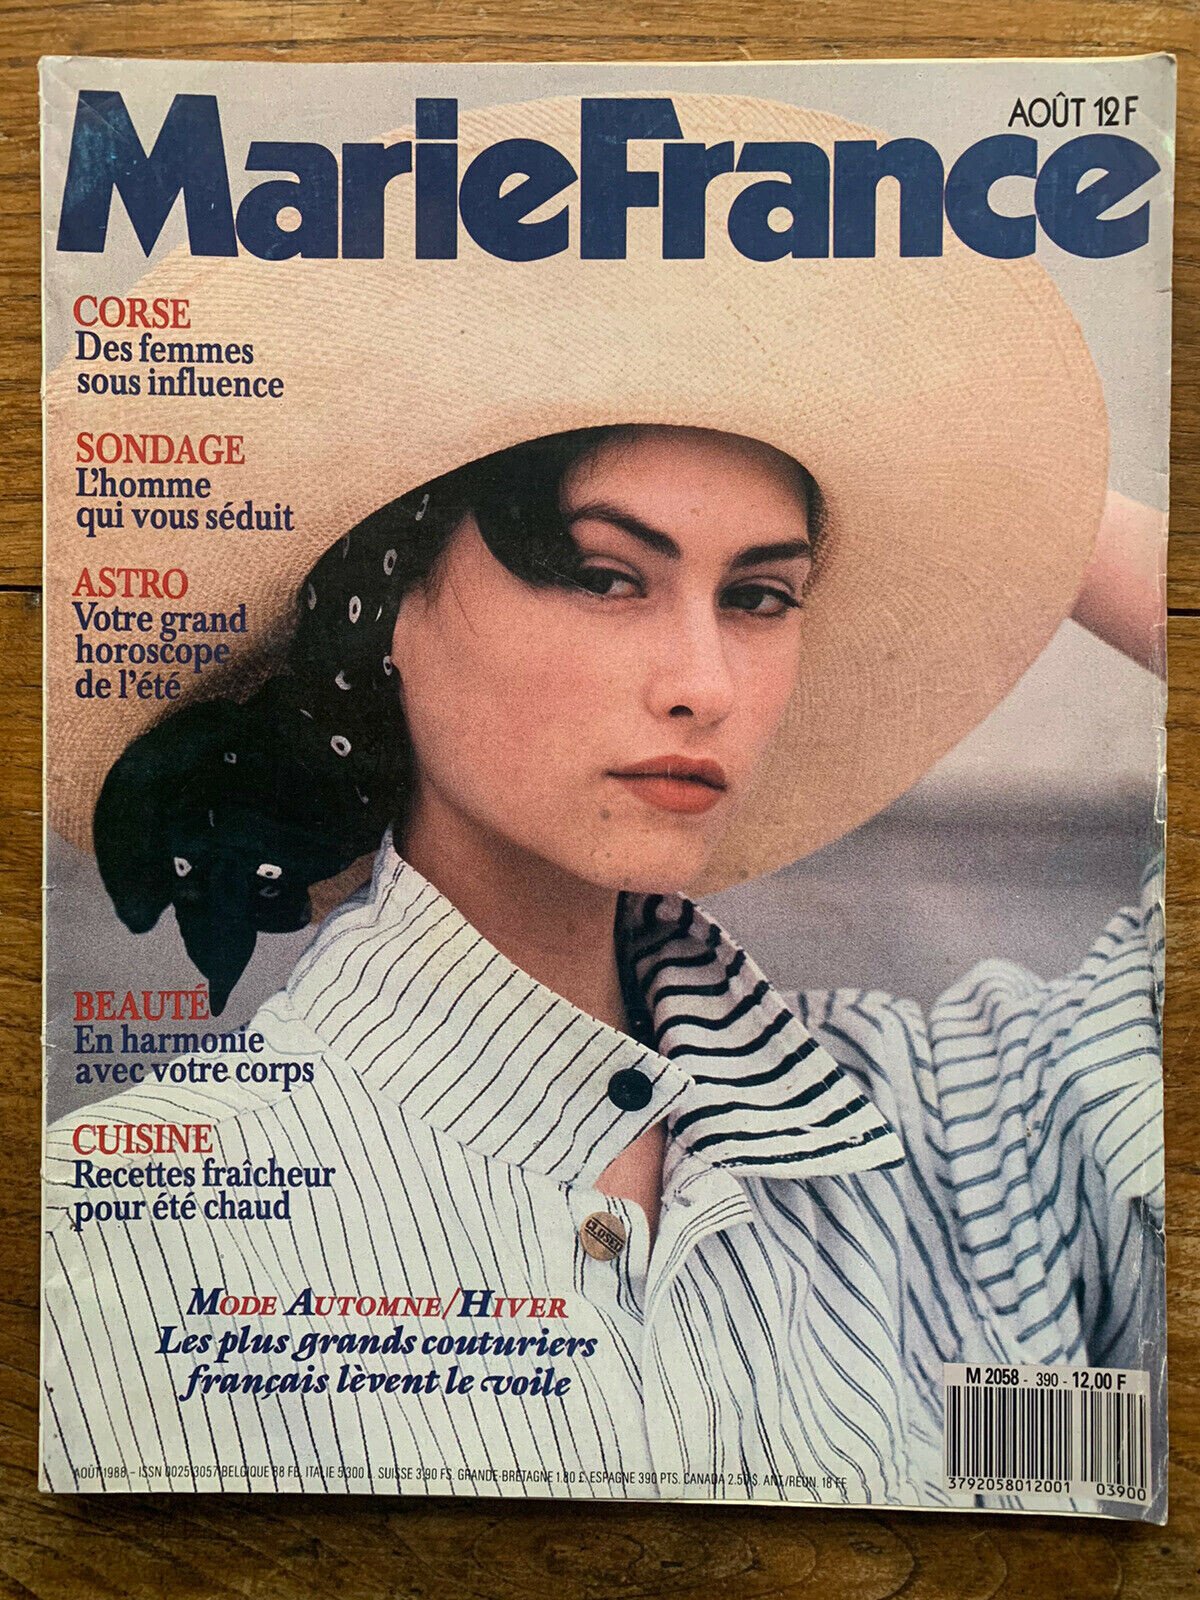 AOÛT 12F
MarieFrance
CORSE
Des femmes
sous influence
SONDAGE
L'homme
qui vous séduit
ASTRO
Votre grand
horoscope
de l'été
BEAUTÉ
En harmonie
avec votre corps
CUISINE
Recettes fraîcheur
pour été chaud
CLOSED
MODE AUTOMNE/HIVER
Les plus grands couturiers
français lèvent le voile
M 2058 - 390 - 12,00 F
3792058012001 03900
AOÛT 1988 – ISSN 0025/3057 BELGIQUE 88 FB. ITALIE 5300 L. SUISSE 3.90 FS. GRANDE-BRETAGNE 1.80 £. ESPAGNE 390 PTS. CANADA 2.50 $. ANT./REUN. 18 FF